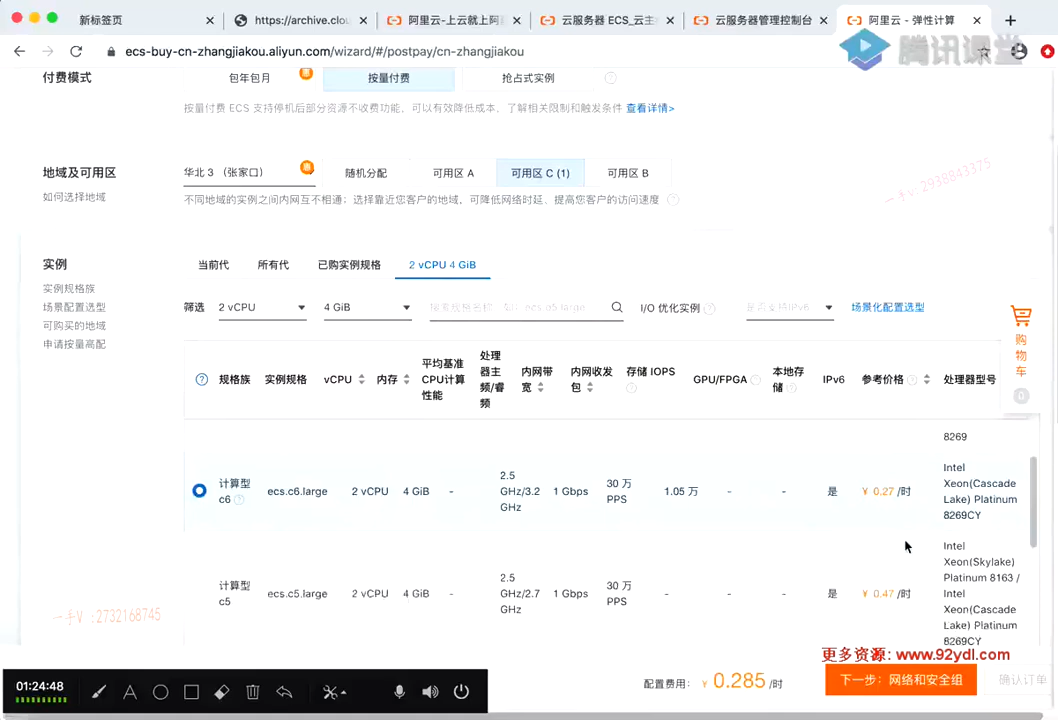 新标签页
https://archive.clou
阿里云-上云就上阿
云服务器 ECS_云主
云服务器管理控制台
阿里云 - 弹性计算
ecs-buy-cn-zhangjiakou.aliyun.com/wizard/#/postpay/cn-zhangjiakou
腾讯课堂
付费模式
包年包月
惠
按量付费
抢占式实例
按量付费 ECS 支持停机后部分资源不收费功能，可以有效降低成本、了解相关限制和触发条件 查看详情>
地域及可用区
华北 3 （张家口）
惠
随机分配
可用区 A
可用区 C (1)
可用区 B
如何选择地域
不同地域的实例之间内网互不相通；选择靠近您客户的地域，可降低网络时延、提高您客户的访问速度
一手v 2938843375
实例
当前代
所有代
已购实例规格
2 vCPU 4 GiB
实例规格族
场景配置选型
可购买的地域
申请按量高配
筛选
2 vCPU
4 GiB
I/O 优化实例
是否支持IPv6
场景化配置选型
购物车
0
规格族
实例规格
vCPU
内存
平均基准CPU计算性能
处理器主频/睿频
内网带宽
内网收发包
存储 IOPS
GPU/FPGA
本地存储
IPv6
参考价格
处理器型号
8269
计算型 c6
ecs.c6.large
2 vCPU
4 GiB
-
2.5 GHz/3.2 GHz
1 Gbps
30 万 PPS
1.05 万
-
-
是
￥ 0.27 /时
Intel Xeon(Cascade Lake) Platinum 8269CY
计算型 c5
ecs.c5.large
2 vCPU
4 GiB
-
2.5 GHz/2.7 GHz
1 Gbps
30 万 PPS
-
-
-
是
￥ 0.47 /时
Intel Xeon(Skylake) Platinum 8163 / Intel Xeon(Cascade Lake) Platinum 8269CY
一手V :2732168745
更多资源: www.92ydl.com
01:24:48
配置费用: ￥ 0.285 /时
下一步：网络和安全组
确认订单